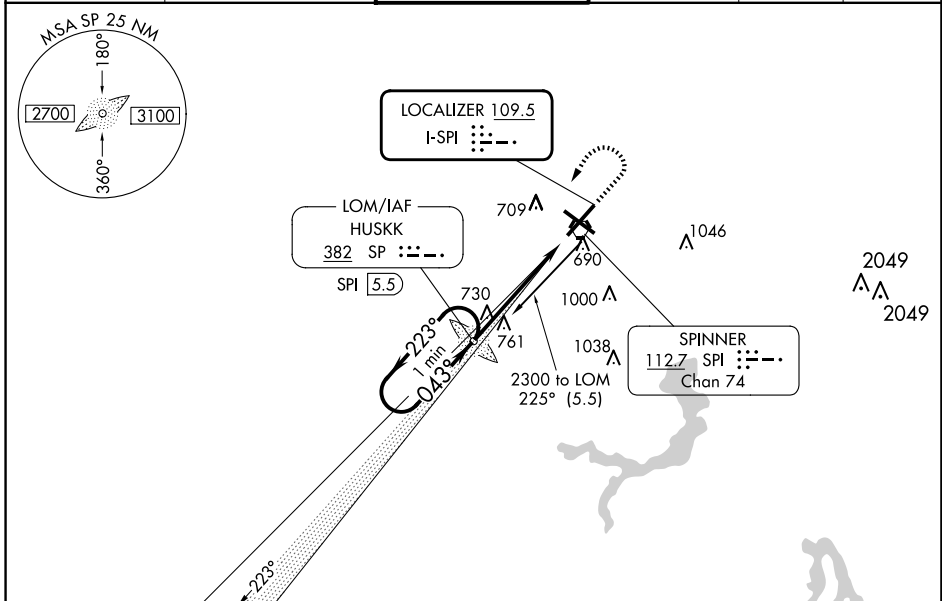 MSA SP 25 NM
180°
2700
3100
360°
LOCALIZER 109.5
I-SPI
LOM/IAF
HUSKK
382 SP
SPI 5.5
709
690
1046
2049
2049
730
761
1000
1038
223°
1 min
043°
2300 to LOM
225° (5.5)
SPINNER
112.7 SPI
Chan 74
223°